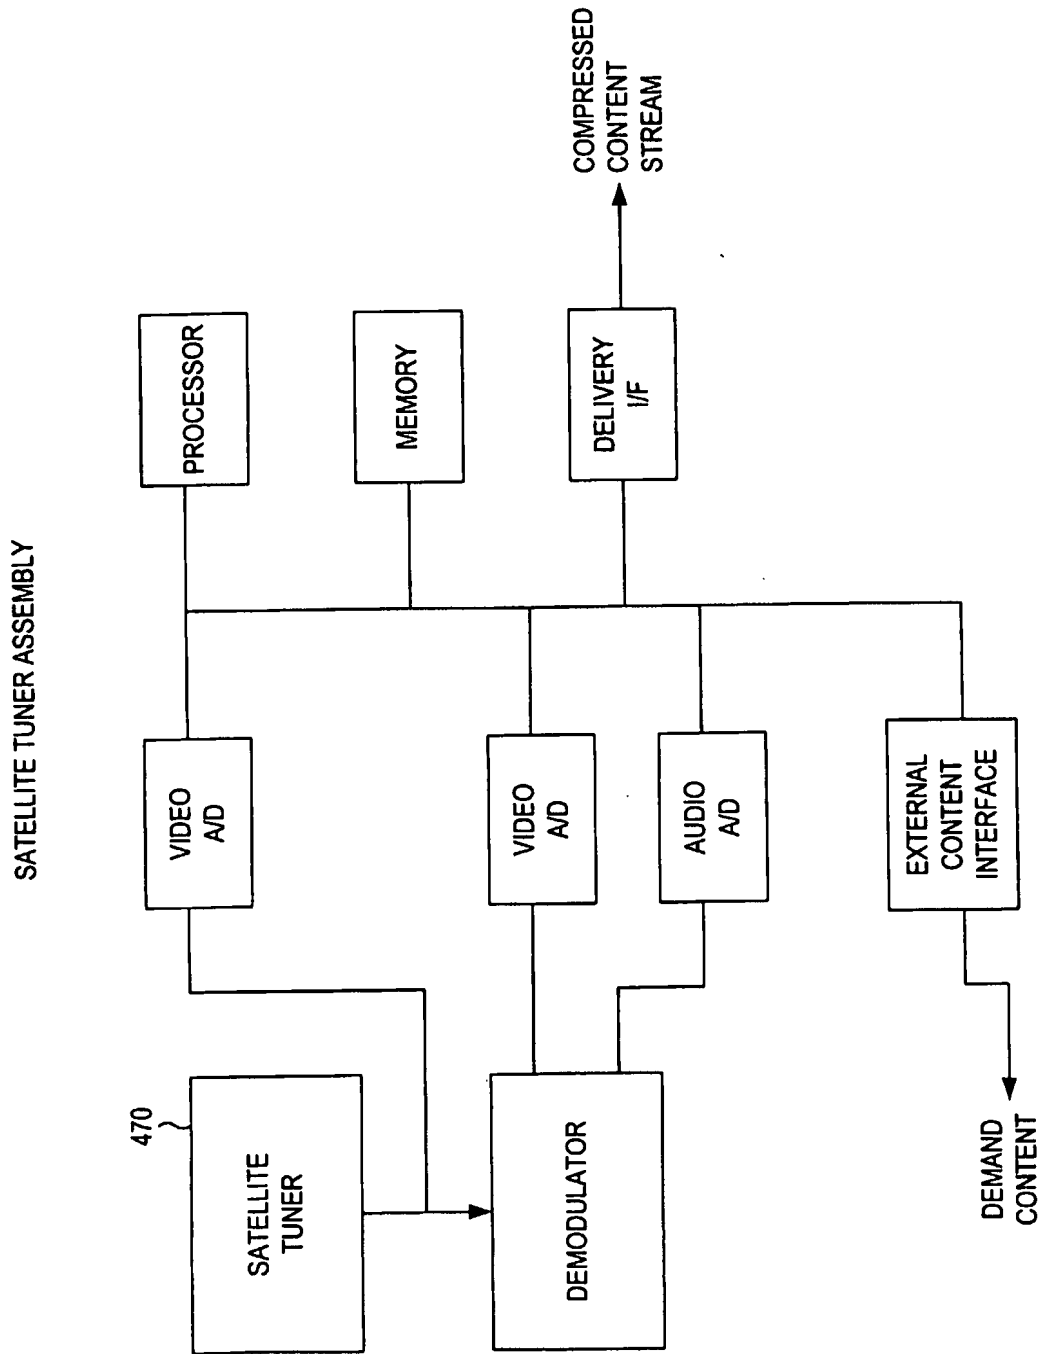 SATELLITE TUNER ASSEMBLY
470
SATELLITE
TUNER
DEMODULATOR
VIDEO
A/D
VIDEO
A/D
AUDIO
A/D
EXTERNAL
CONTENT
INTERFACE
DEMAND
CONTENT
PROCESSOR
MEMORY
DELIVERY
I/F
COMPRESSED
CONTENT
STREAM